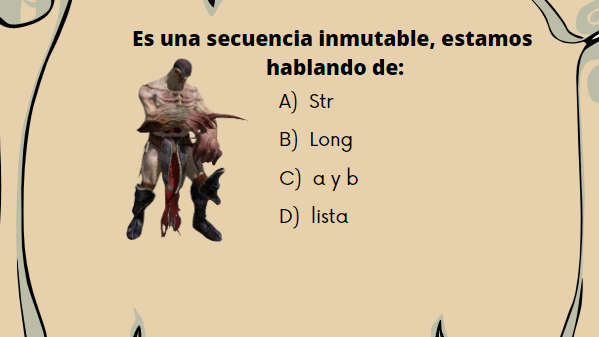 Es una secuencia inmutable, estamos
hablando de:
A) Str
B) Long
C) a y b
D) lista